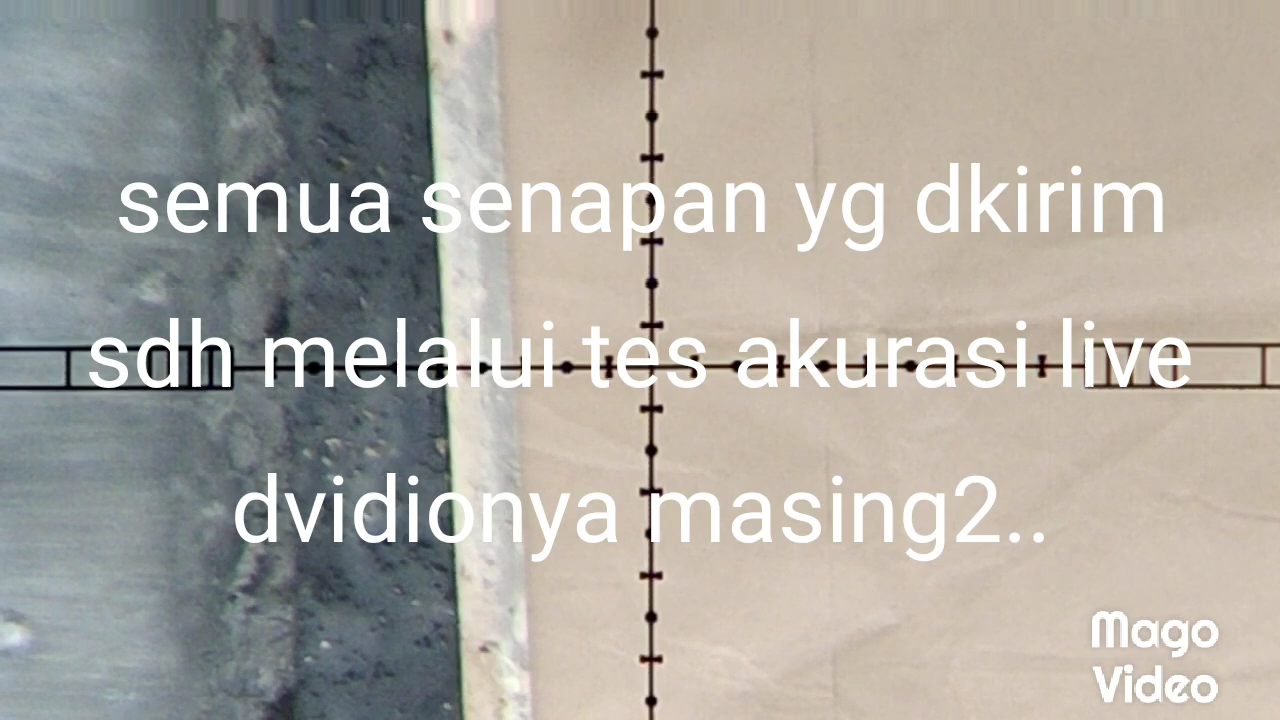 semua senapan yg dkirim
sdh melalui tes akurasi live
dvidionya masing2..
Mago
Video